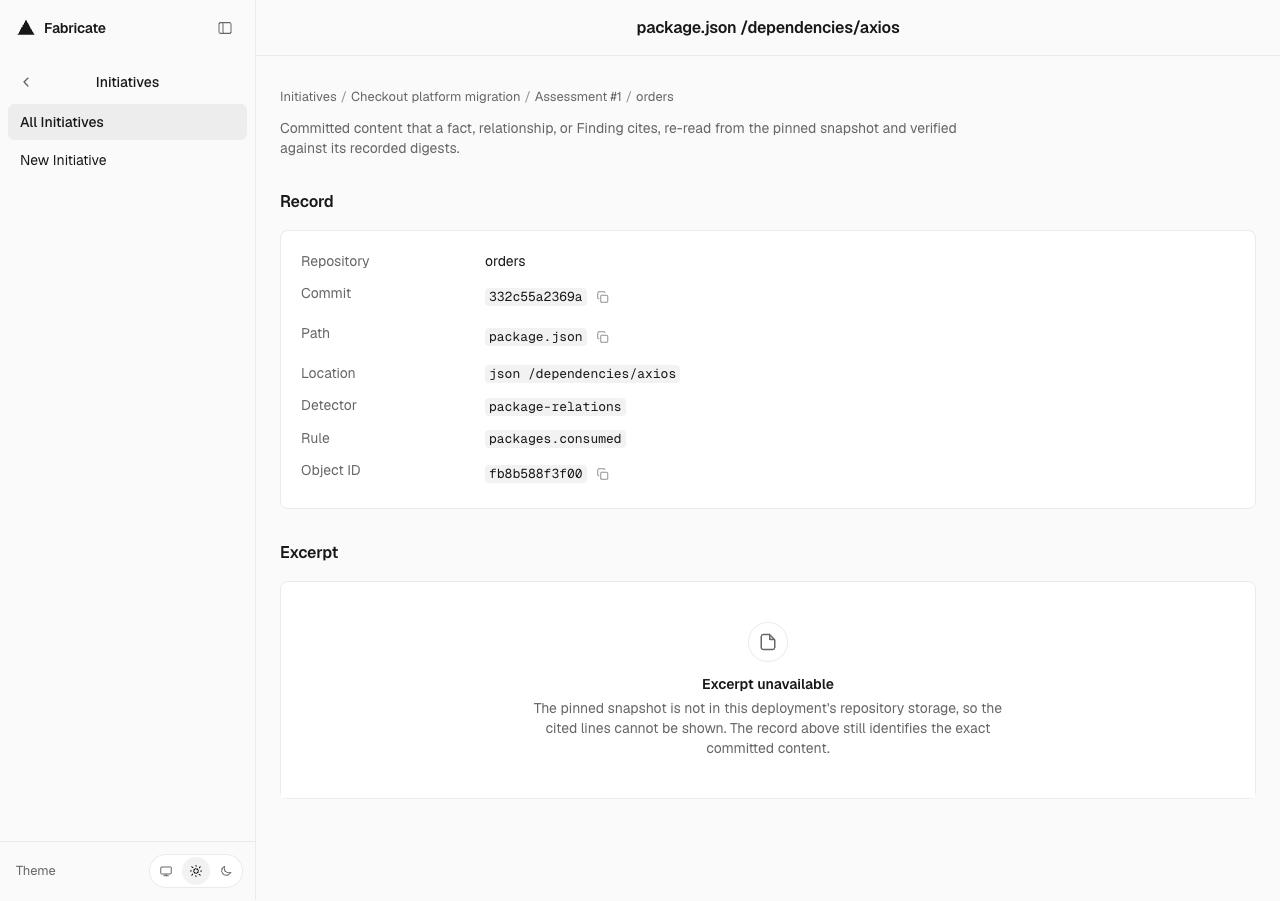 Fabricate
Initiatives
All Initiatives
New Initiative
Theme
package.json /dependencies/axios
Initiatives / Checkout platform migration / Assessment #1 / orders
Committed content that a fact, relationship, or Finding cites, re-read from the pinned snapshot and verified
against its recorded digests.
Record
Repository orders
Commit 332c55a2369a
Path package.json
Location json /dependencies/axios
Detector package-relations
Rule packages.consumed
Object ID fb8b588f3f00
Excerpt
Excerpt unavailable
The pinned snapshot is not in this deployment's repository storage, so the
cited lines cannot be shown. The record above still identifies the exact
committed content.